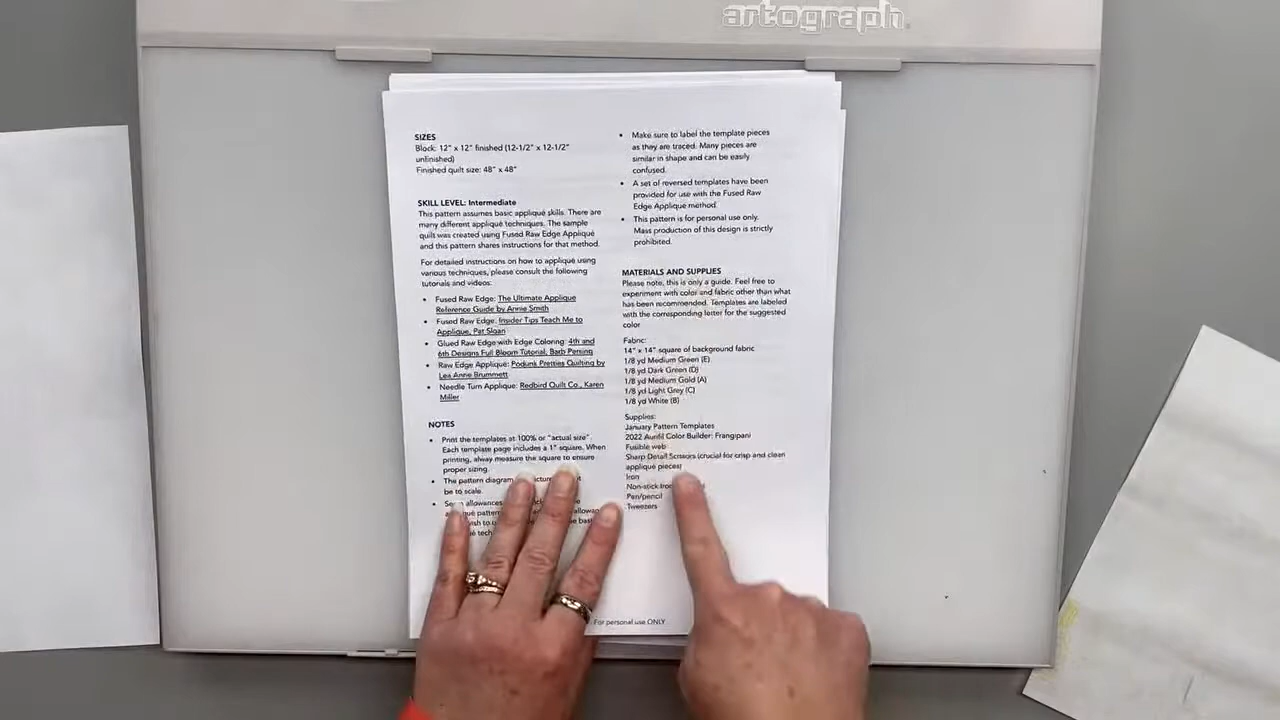 artograph
SIZES
Block: 12" x 12" finished (12-1/2" x 12-1/2"
unfinished)
Finished quilt size: 48" x 48"
SKILL LEVEL: Intermediate
This pattern assumes basic appliqué skills. There are
many different appliqué techniques. The sample
quilt was created using Fused Raw Edge Appliqué
and this pattern shares instructions for that method.
For detailed instructions on how to appliqué using
various techniques, please consult the following
tutorials and videos:
• Fused Raw Edge: The Ultimate Applique
Reference Guide by Annie Smith
• Fused Raw Edge: Insider Tips Teach Me to
Applique, Pat Sloan
• Glued Raw Edge with Edge Coloring: 4th and
6th Designs Full Bloom Tutorial, Barb Persing
• Raw Edge Applique: Podunk Pretties Quilting by
Lea Anne Brummett
• Needle Turn Applique: Redbird Quilt Co., Karen
Miller
NOTES
• Print the templates at 100% or "actual size".
Each template page includes a 1" square. When
printing, alway measure the square to ensure
proper sizing.
• The pattern diagram
be to scale.
allowances
• Make sure to label the template pieces
as they are traced. Many pieces are
similar in shape and can be easily
confused.
• A set of reversed templates have been
provided for use with the Fused Raw
Edge Applique method.
• This pattern is for personal use only.
Mass production of this design is strictly
prohibited.
MATERIALS AND SUPPLIES
Please note, this is only a guide. Feel free to
experiment with color and fabric other than what
has been recommended. Templates are labeled
with the corresponding letter for the suggested
color
Fabric:
14" x 14" square of background fabric
1/8 yd Medium Green (E)
1/8 yd Dark Green (D)
1/8 yd Medium Gold (A)
1/8 yd Light Grey (C)
1/8 yd White (B)
Supplies:
January Pattern Templates
2022 Aurifil Color Builder: Frangipani
Fusible web
Sharp Detail Scissors (crucial for crisp and clean
appliqué pieces)
Iron
Non-stick
Pen/pencil
Tweezers
For personal use ONLY